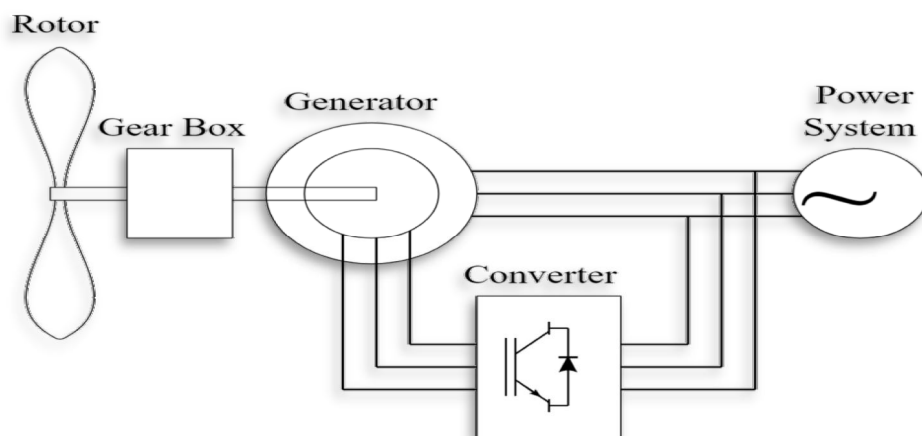 Rotor
Gear Box
Generator
Power
System
Converter